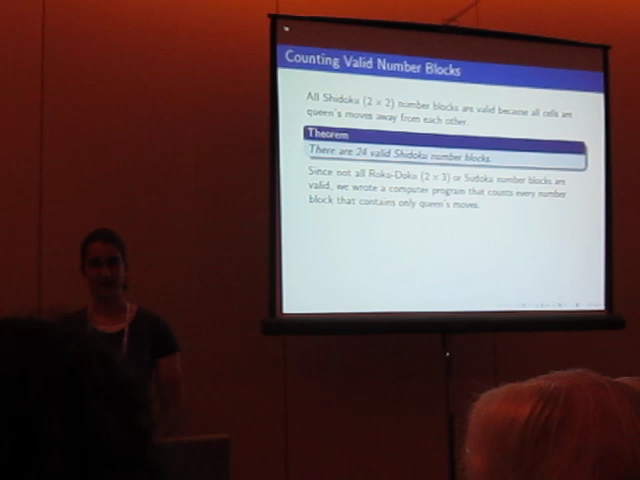 Counting Valid Number Blocks
All Shidoku (2 × 2) number blocks are valid because all cells are
queen's moves away from each other.
Theorem
There are 24 valid Shidoku number blocks.
Since not all Roku-Doku (2 × 3) or Sudoku number blocks are
valid, we wrote a computer program that counts every number
block that contains only queen's moves.